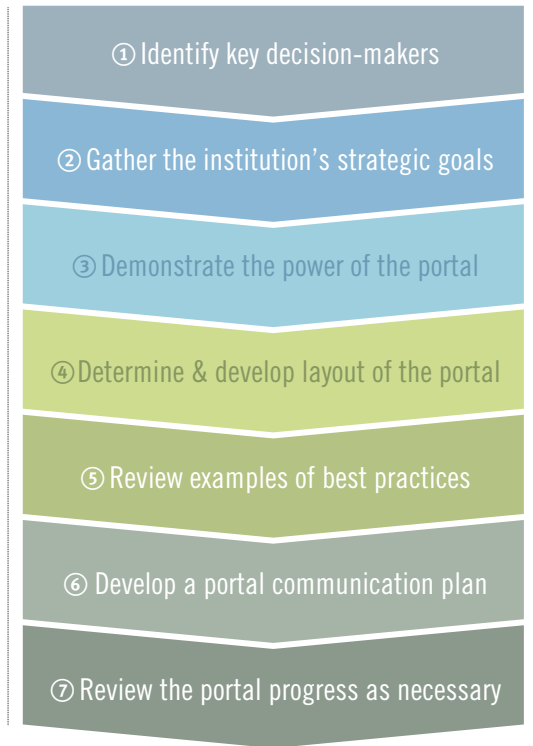 ① Identify key decision-makers
② Gather the institution’s strategic goals
③ Demonstrate the power of the portal
④ Determine & develop layout of the portal
⑤ Review examples of best practices
⑥ Develop a portal communication plan
⑦ Review the portal progress as necessary